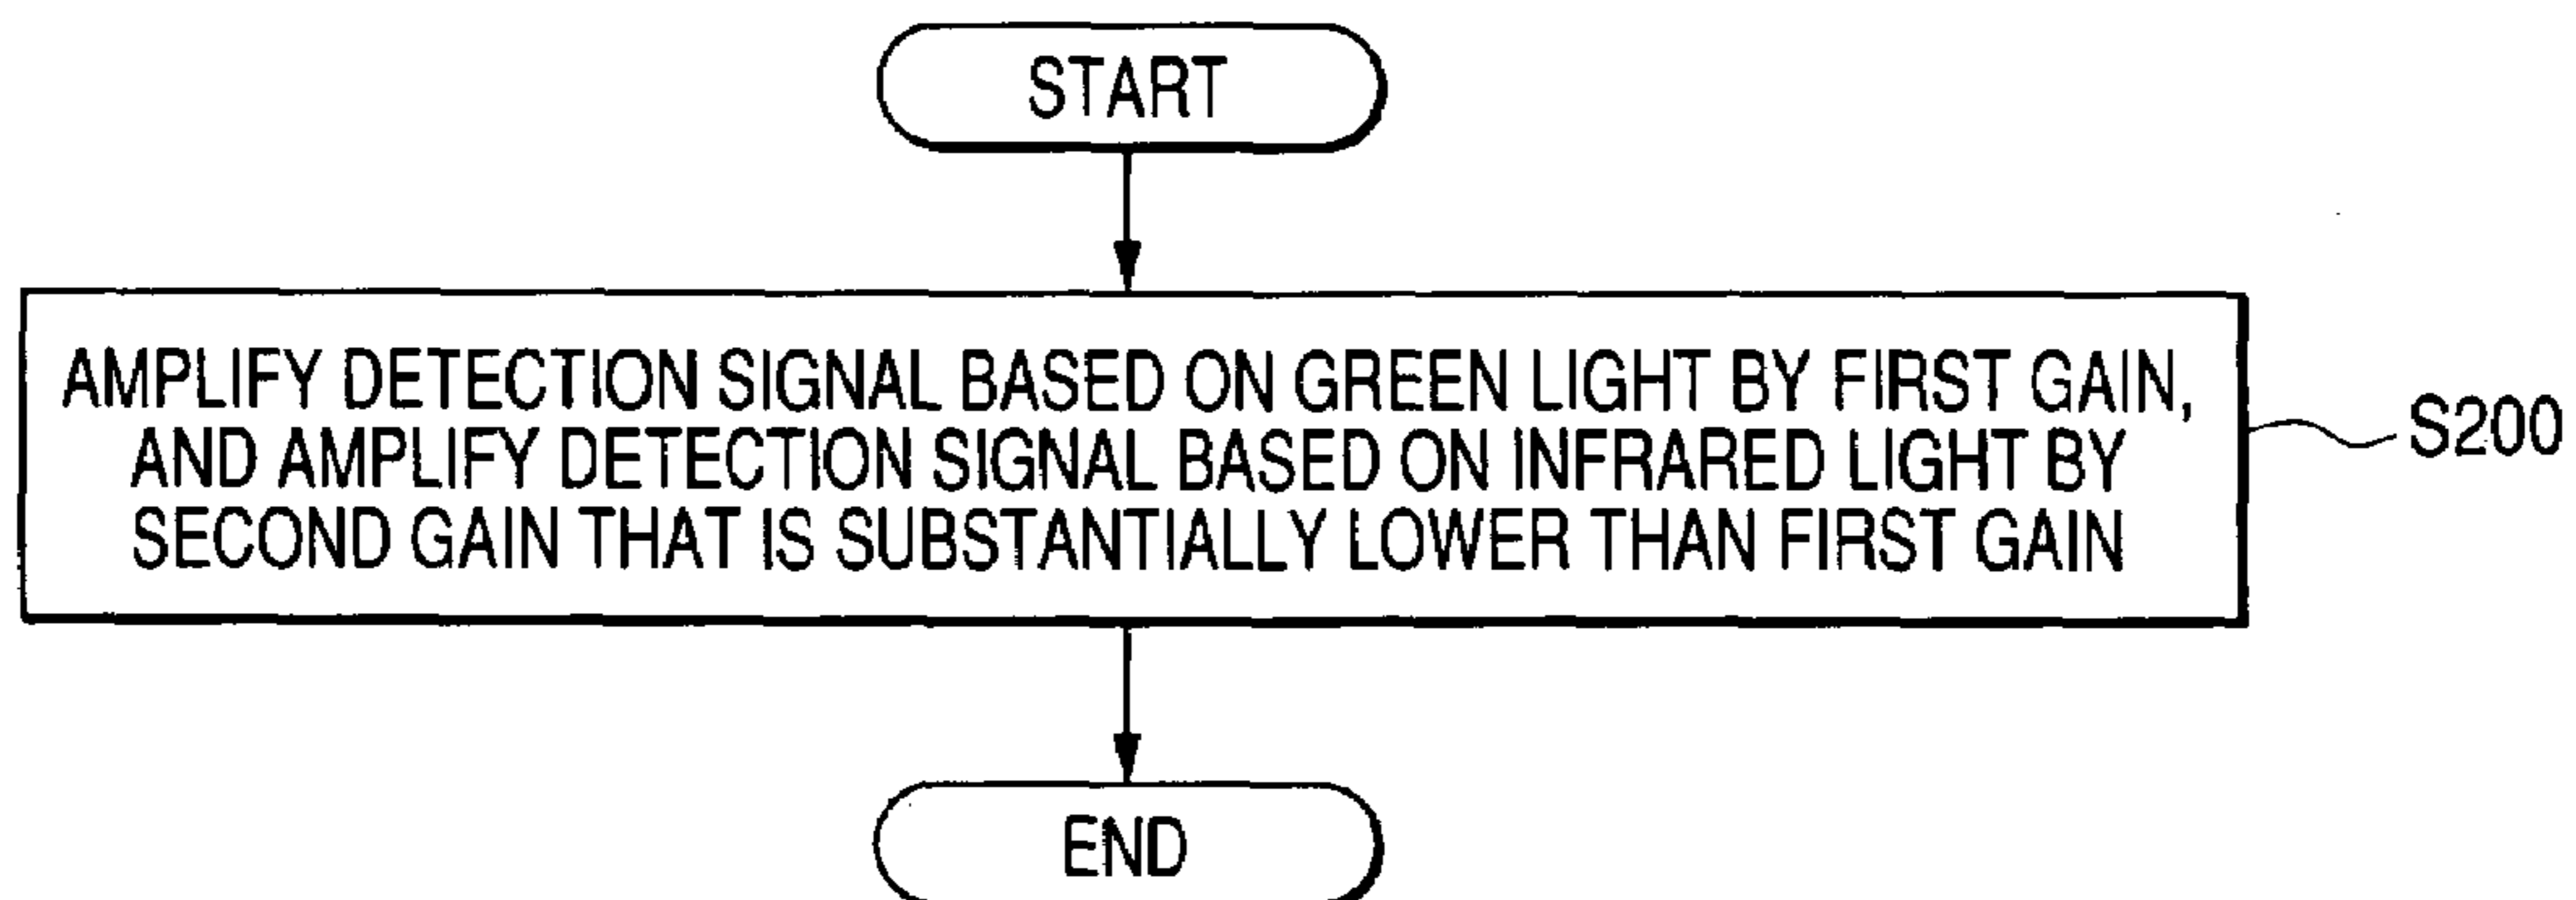 START
AMPLIFY DETECTION SIGNAL BASED ON GREEN LIGHT BY FIRST GAIN,
AND AMPLIFY DETECTION SIGNAL BASED ON INFRARED LIGHT BY
SECOND GAIN THAT IS SUBSTANTIALLY LOWER THAN FIRST GAIN
S200
END